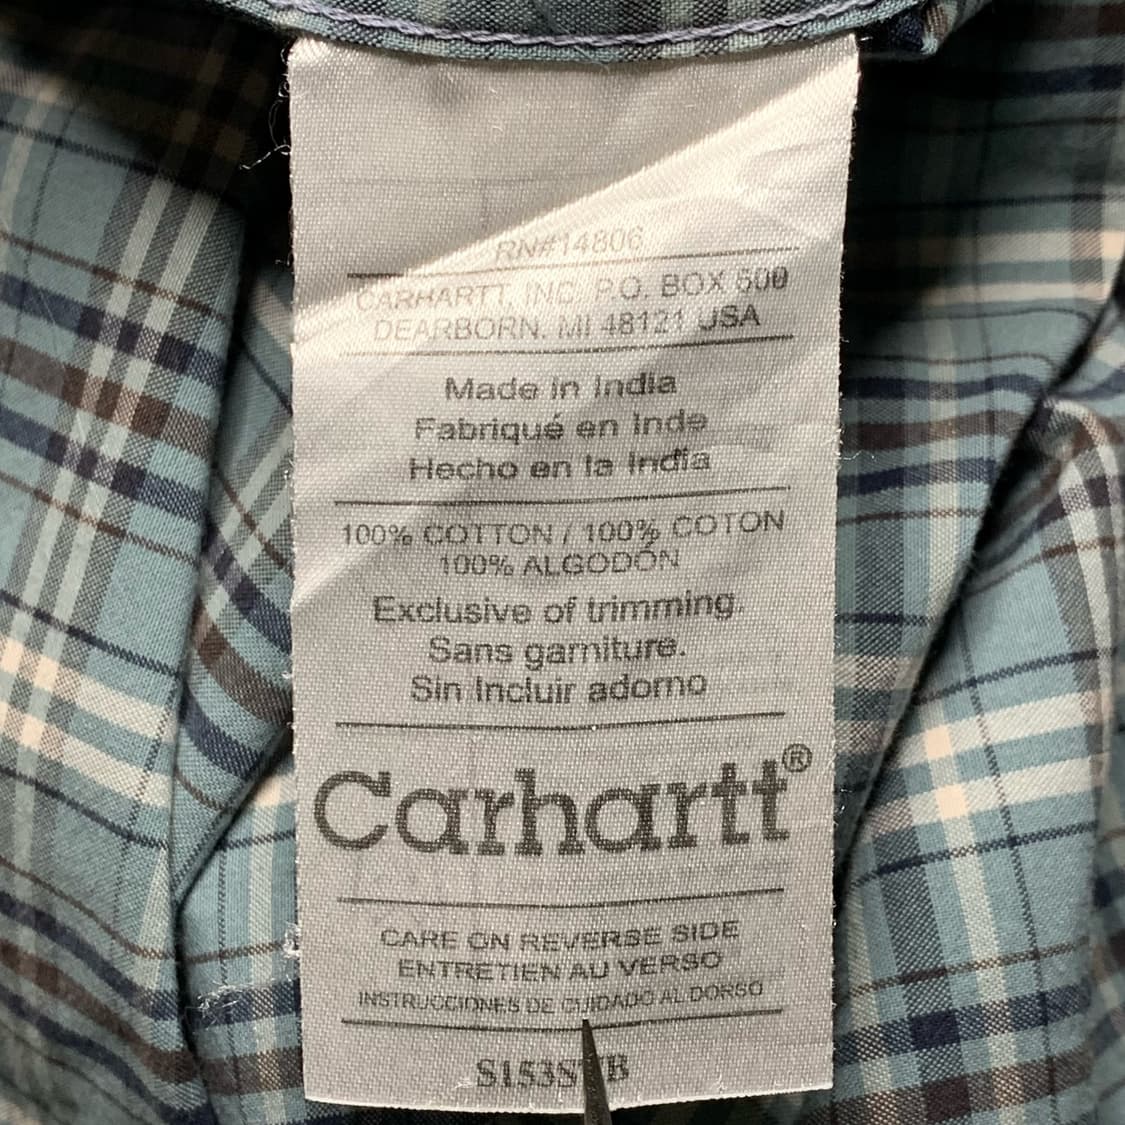 RN#14806
CARHARTT, INC. P.O. BOX 500
DEARBORN, MI 48121 USA
Made in India
Fabriqué en Inde
Hecho en la India
100% COTTON / 100% COTON
100% ALGODÓN
Exclusive of trimming.
Sans garniture.
Sin Incluir adorno
Carhartt®
CARE ON REVERSE SIDE
ENTRETIEN AU VERSO
INSTRUCCIONES DE CUIDADO AL DORSO